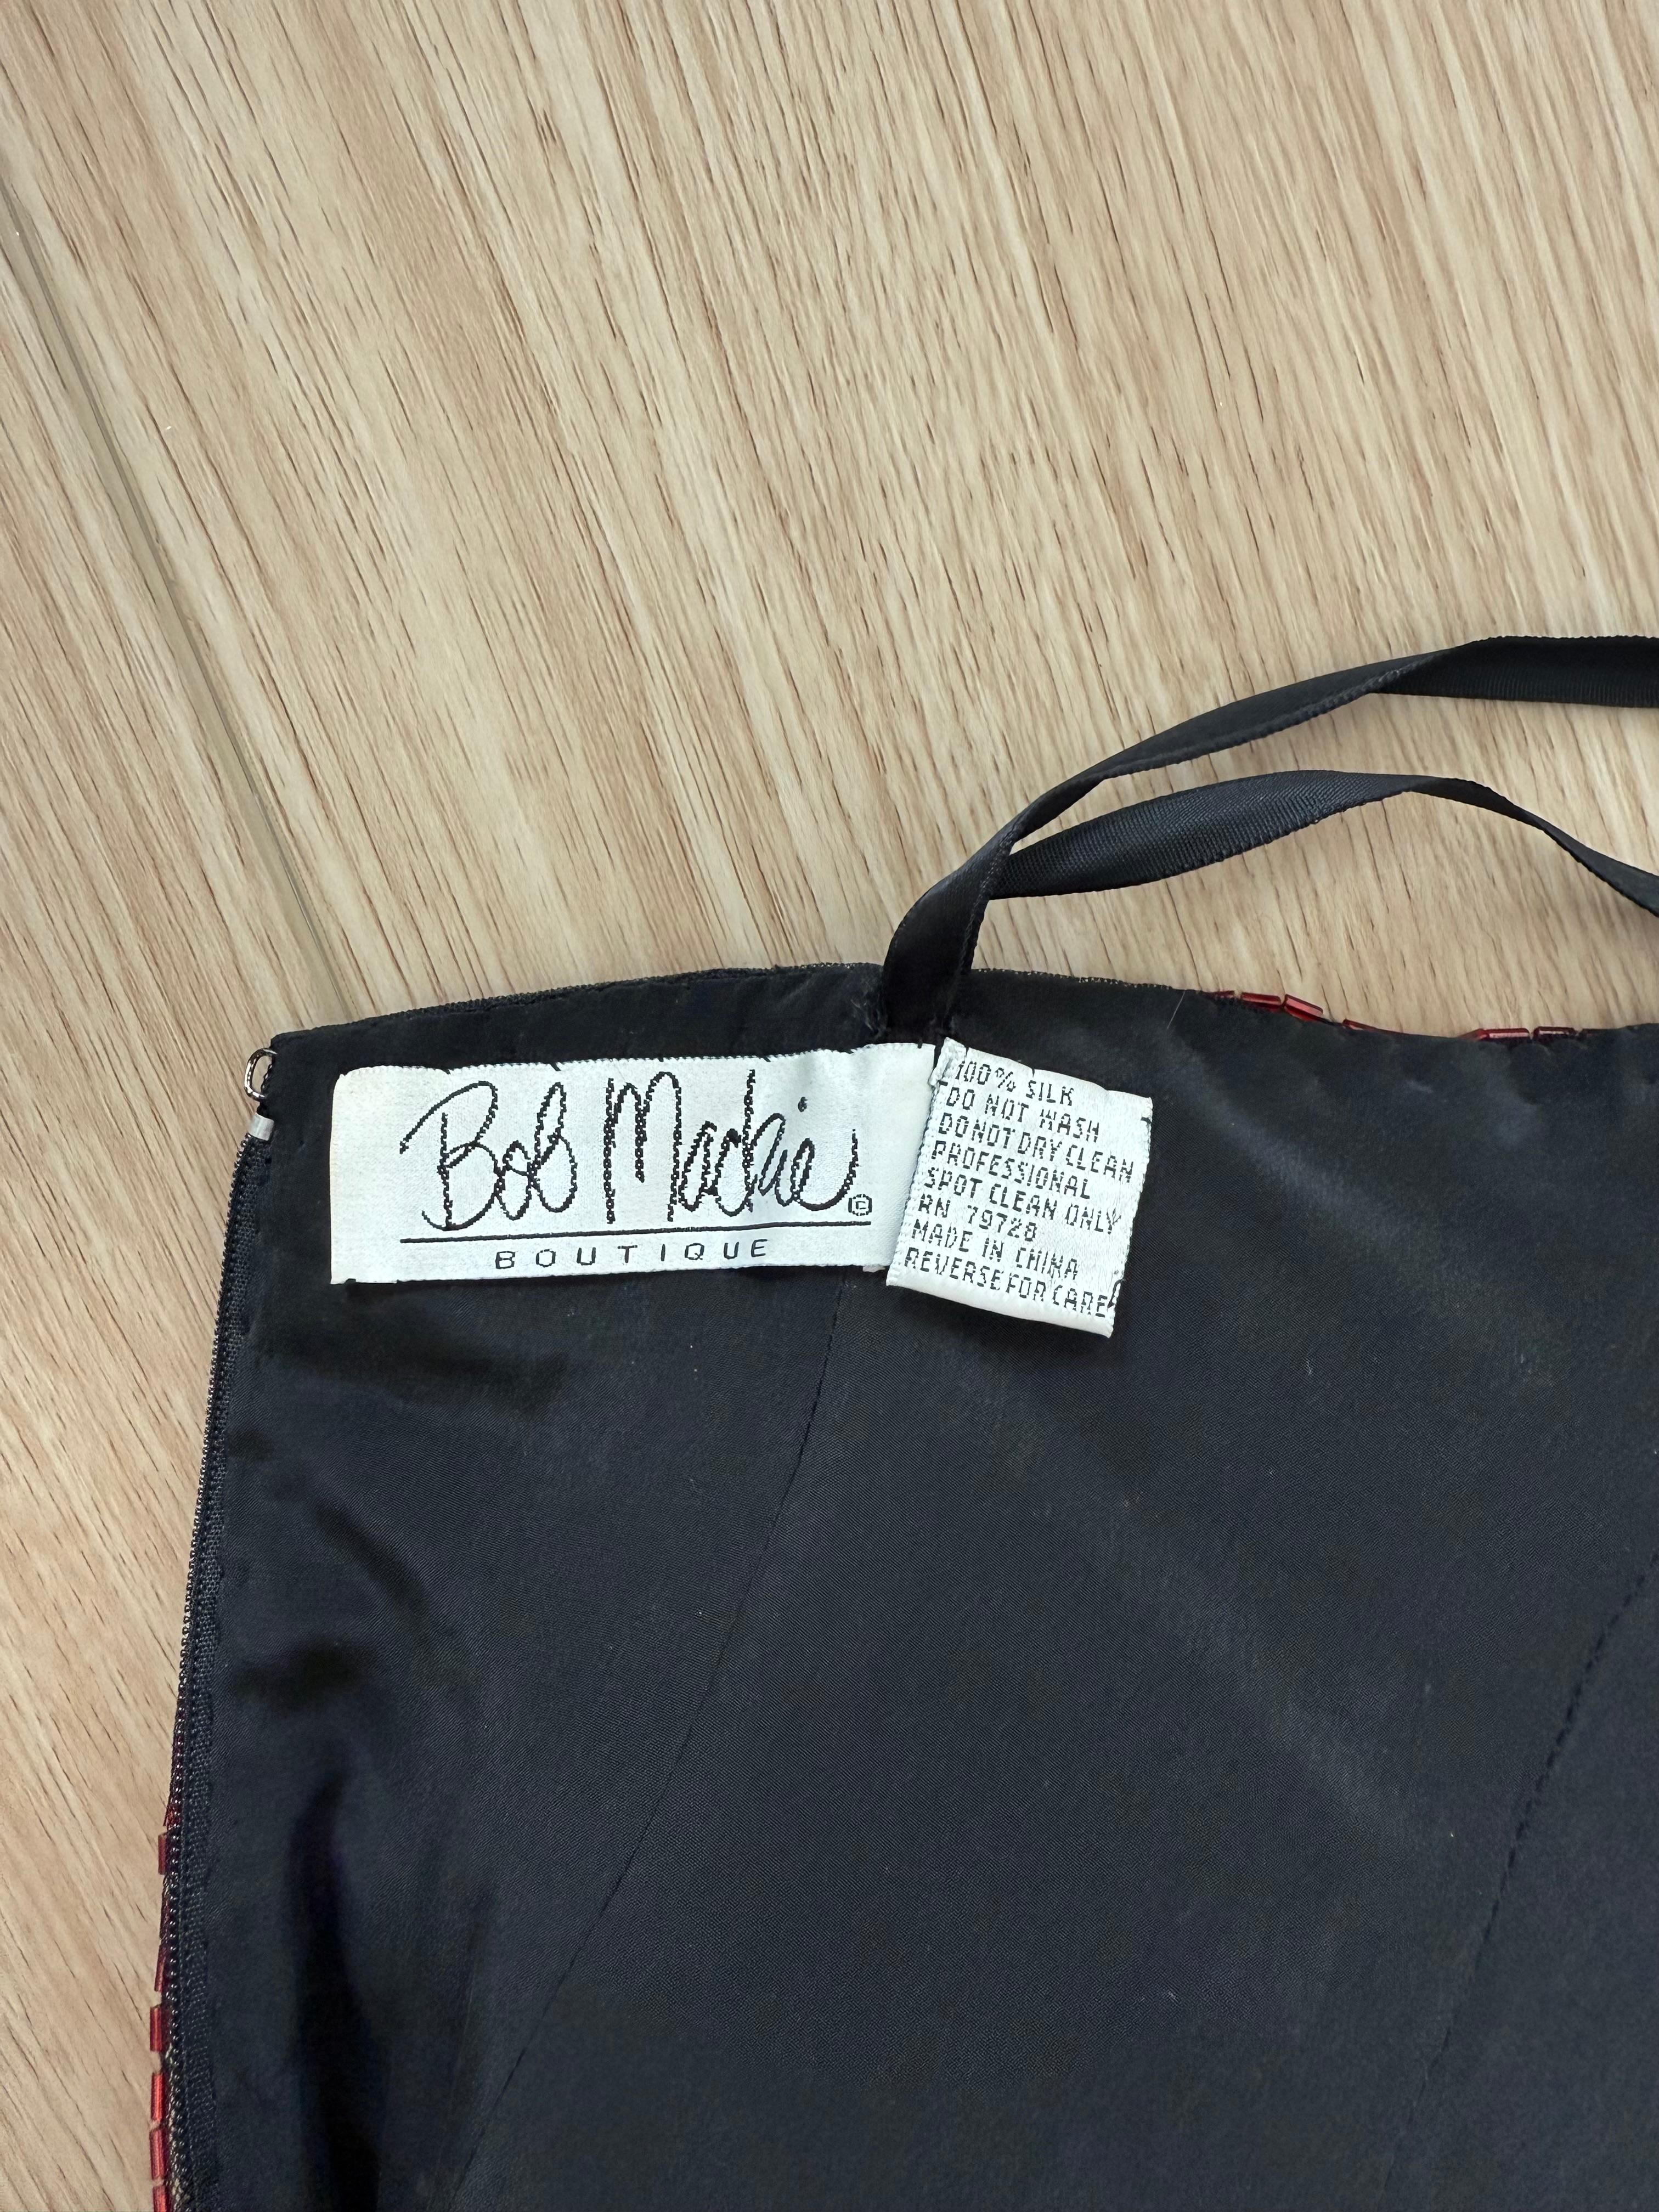 Bob Mackie ©
BOUTIQUE
100% SILK
DO NOT WASH
DO NOT DRY CLEAN
PROFESSIONAL
SPOT CLEAN ONLY
RN 79728
MADE IN CHINA
REVERSE FOR CARE